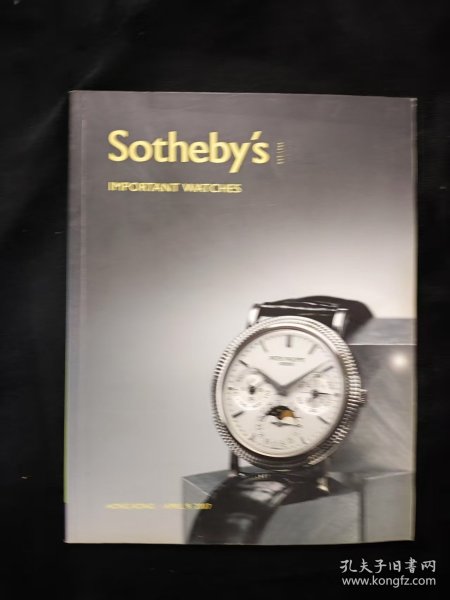 Sotheby's
IMPORTANT WATCHES
PATEK PHILIPPE
GENEVE
HONG KONG APRIL 9, 2007
孔夫子旧书网
www.kongfz.com